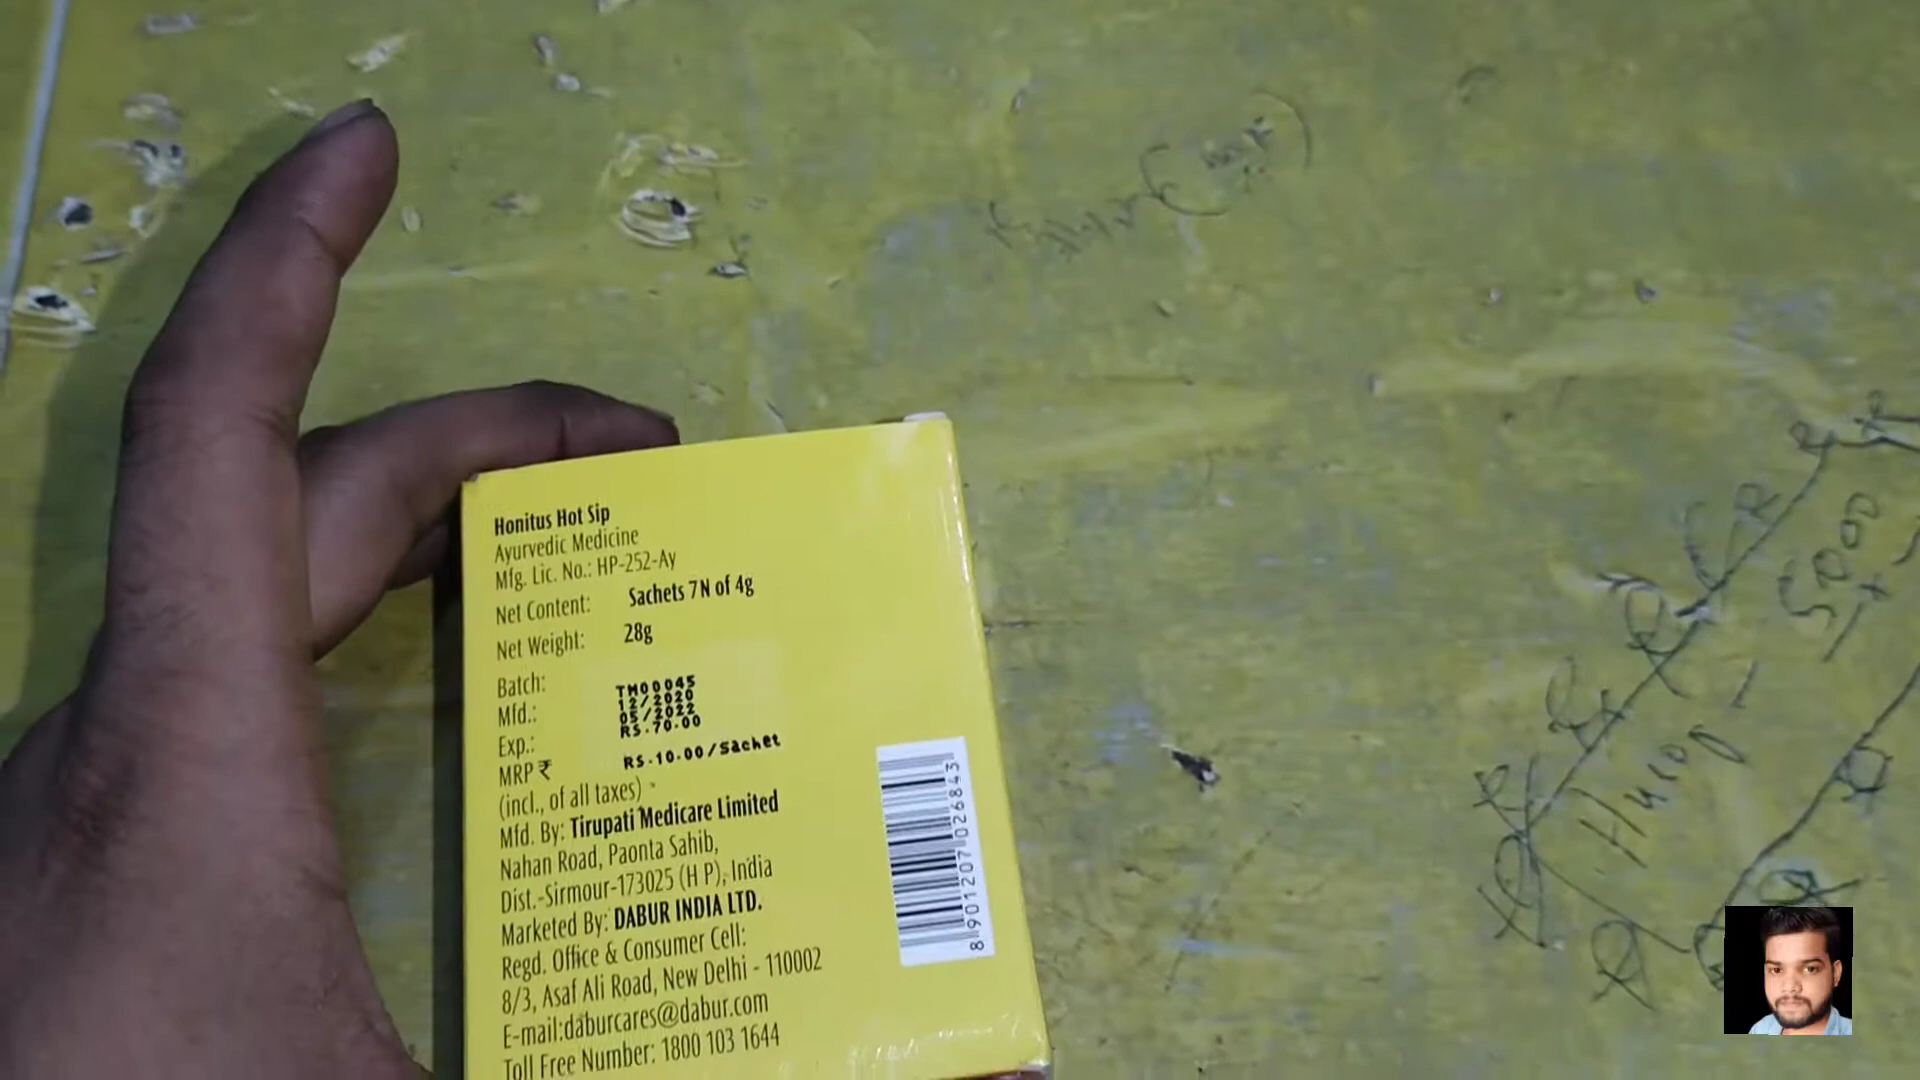 Honitus Hot Sip
Ayurvedic Medicine
Mfg. Lic. No.: HP-252-Ay
Net Content: Sachets 7N of 4g
Net Weight: 28g
Batch: TM00045
Mfd.: 12/2020
Exp.: 05/2022
MRP ₹ RS.70.00
RS.10.00/Sachet
(incl., of all taxes)
Mfd. By: Tirupati Medicare Limited
Nahan Road, Paonta Sahib,
Dist.-Sirmour-173025 (H P), India
Marketed By: DABUR INDIA LTD.
Regd. Office & Consumer Cell:
8/3, Asaf Ali Road, New Delhi - 110002
E-mail:daburcares@dabur.com
Toll Free Number: 1800 103 1644
8901207026843